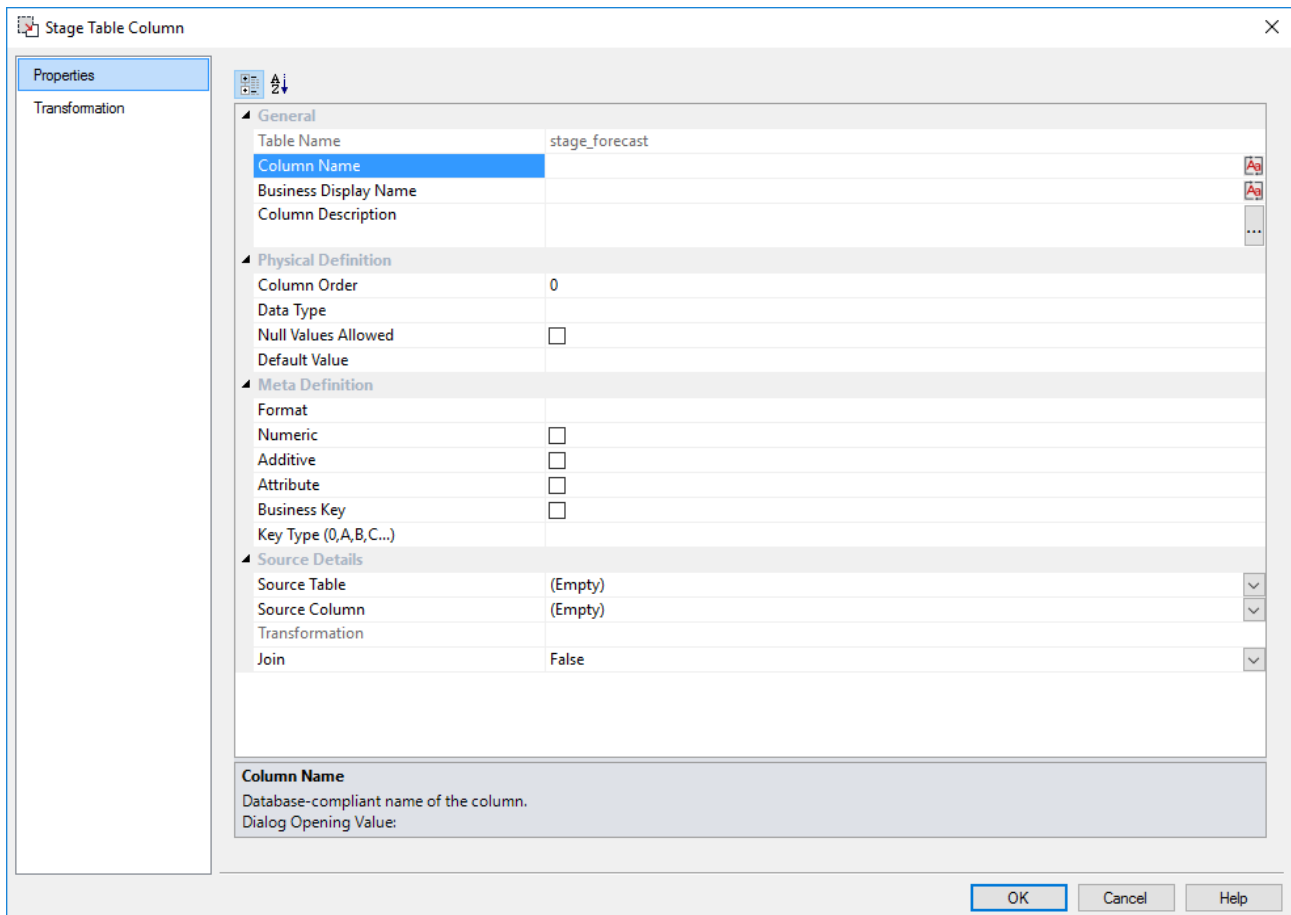 Stage Table Column
Properties
Transformation
General
Table Name stage_forecast
Column Name
Business Display Name
Column Description
...
Physical Definition
Column Order 0
Data Type
Null Values Allowed
Default Value
Meta Definition
Format
Numeric
Additive
Attribute
Business Key
Key Type (0,A,B,C...)
Source Details
Source Table (Empty)
Source Column (Empty)
Transformation
Join False
Column Name
Database-compliant name of the column.
Dialog Opening Value:
OK Cancel Help